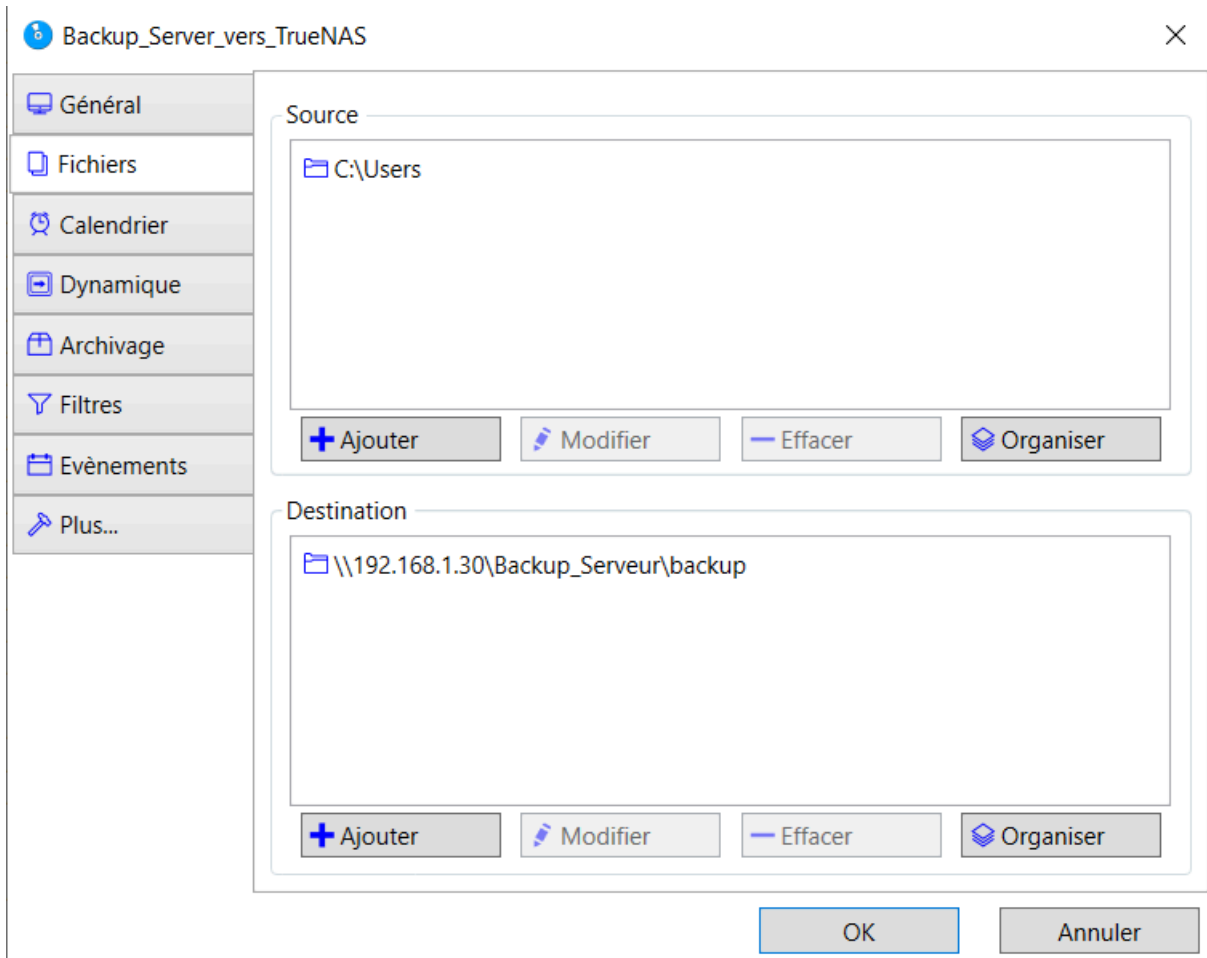 Backup_Server_vers_TrueNAS
Général
Fichiers
Calendrier
Dynamique
Archivage
Filtres
Evènements
Plus...
Source
C:\Users
Ajouter
Modifier
Effacer
Organiser
Destination
\\192.168.1.30\Backup_Serveur\backup
Ajouter
Modifier
Effacer
Organiser
OK
Annuler